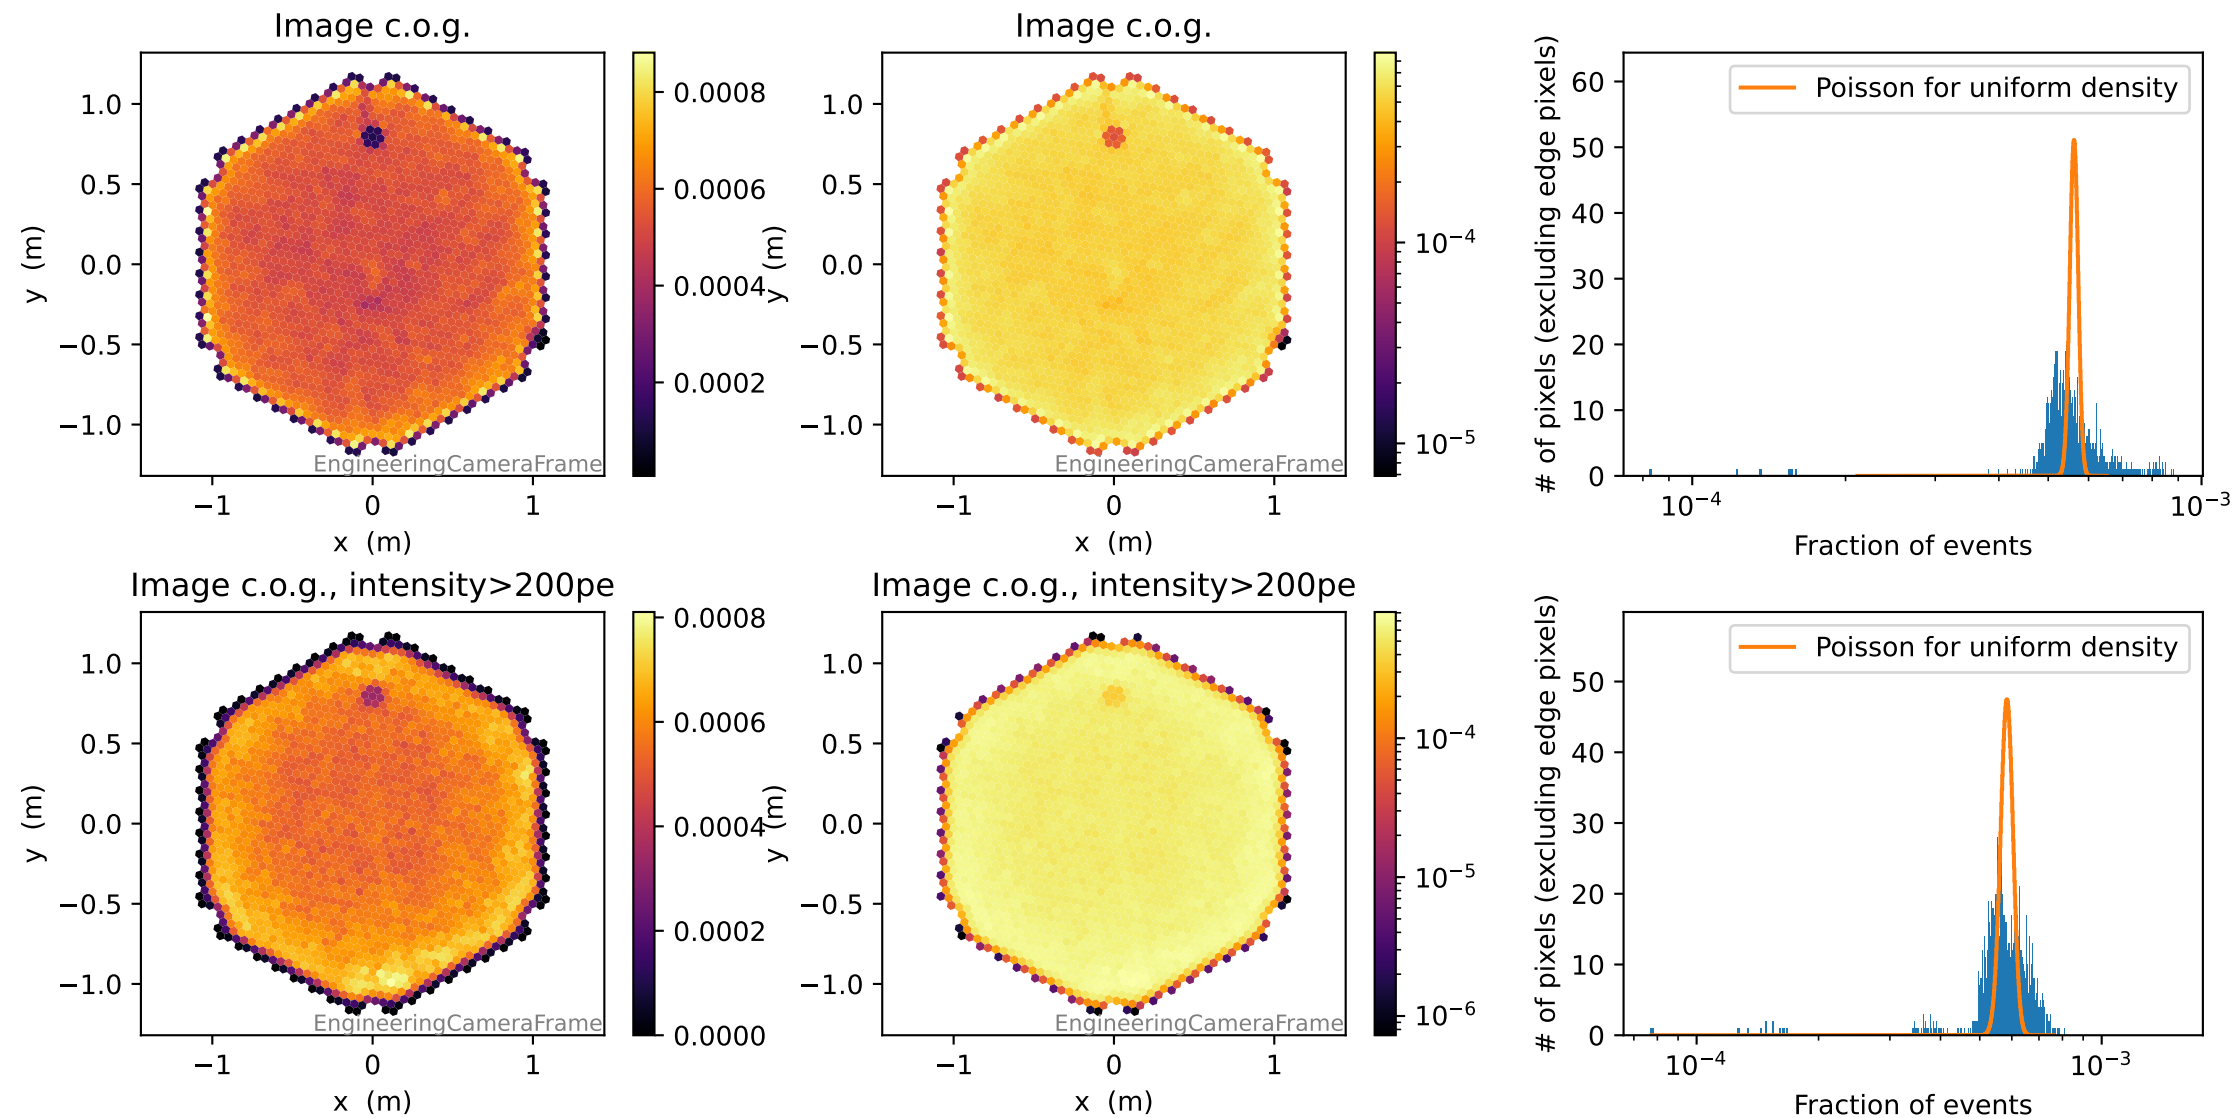 Image c.o.g.
1.0
0.5
0.0
−0.5
−1.0
y (m)
−1
0
1
x (m)
EngineeringCameraFrame
0.0008
0.0006
0.0004
0.0002
Image c.o.g.
1.0
0.5
0.0
−0.5
−1.0
y (m)
−1
0
1
x (m)
EngineeringCameraFrame
10⁻⁴
10⁻⁵
Poisson for uniform density
60
50
40
30
20
10
0
# of pixels (excluding edge pixels)
10⁻⁴
10⁻³
Fraction of events
Image c.o.g., intensity>200pe
1.0
0.5
0.0
−0.5
−1.0
y (m)
−1
0
1
x (m)
EngineeringCameraFrame
0.0008
0.0006
0.0004
0.0002
0.0000
Image c.o.g., intensity>200pe
1.0
0.5
0.0
−0.5
−1.0
y (m)
−1
0
1
x (m)
EngineeringCameraFrame
10⁻⁴
10⁻⁵
10⁻⁶
Poisson for uniform density
50
40
30
20
10
0
# of pixels (excluding edge pixels)
10⁻⁴
10⁻³
Fraction of events